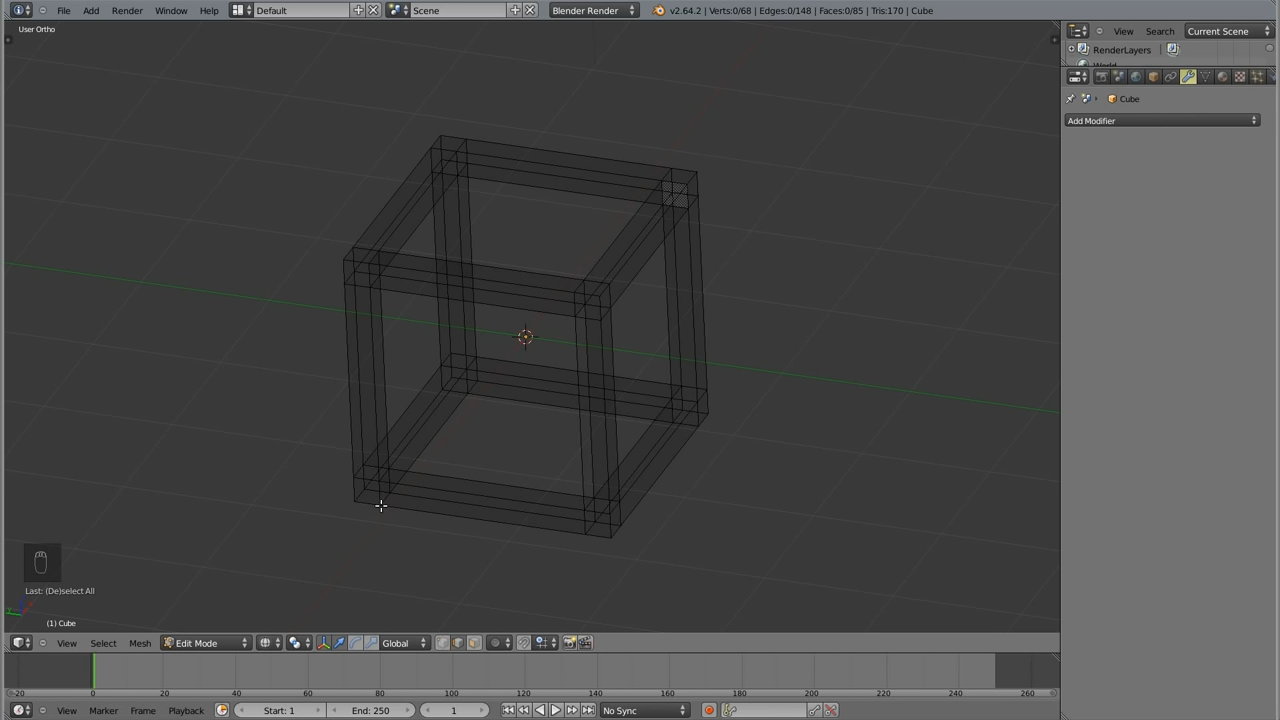 File Add Render Window Help Default Scene Blender Render v2.64.2 | Verts:0/68 | Edges:0/148 | Faces:0/85 | Tris:170 | Cube
User Ortho
View Search Current Scene
RenderLayers
World
Cube
Add Modifier
Last: (De)select All
(1) Cube
View Select Mesh Edit Mode Global
-20 0 20 40 60 80 100 120 140 160 180 200 220 240 260
View Marker Frame Playback Start: 1 End: 250 1 No Sync